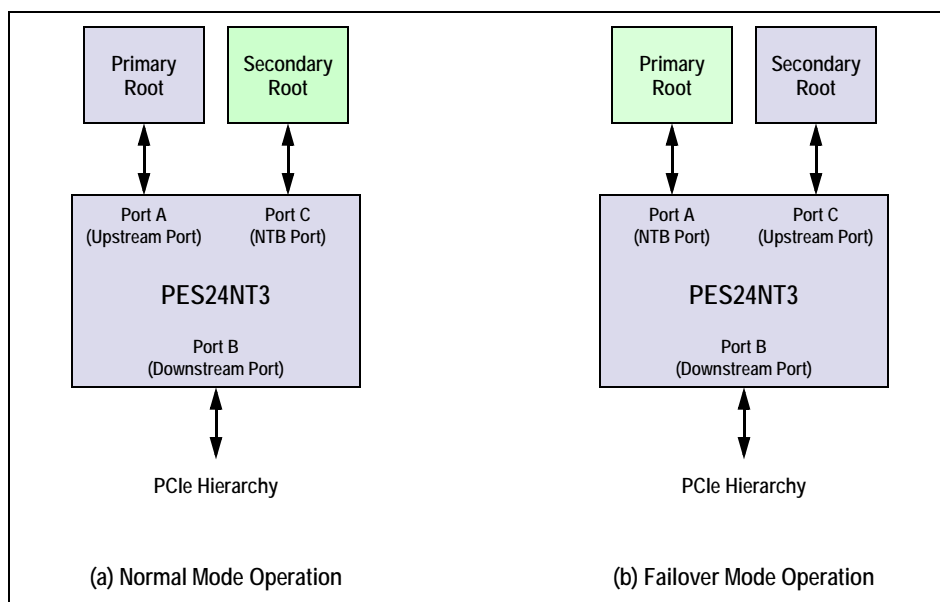 Primary
Root
Secondary
Root
Port A
(Upstream Port)
Port C
(NTB Port)
PES24NT3
Port B
(Downstream Port)
PCIe Hierarchy
(a) Normal Mode Operation
Primary
Root
Secondary
Root
Port A
(NTB Port)
Port C
(Upstream Port)
PES24NT3
Port B
(Downstream Port)
PCIe Hierarchy
(b) Failover Mode Operation